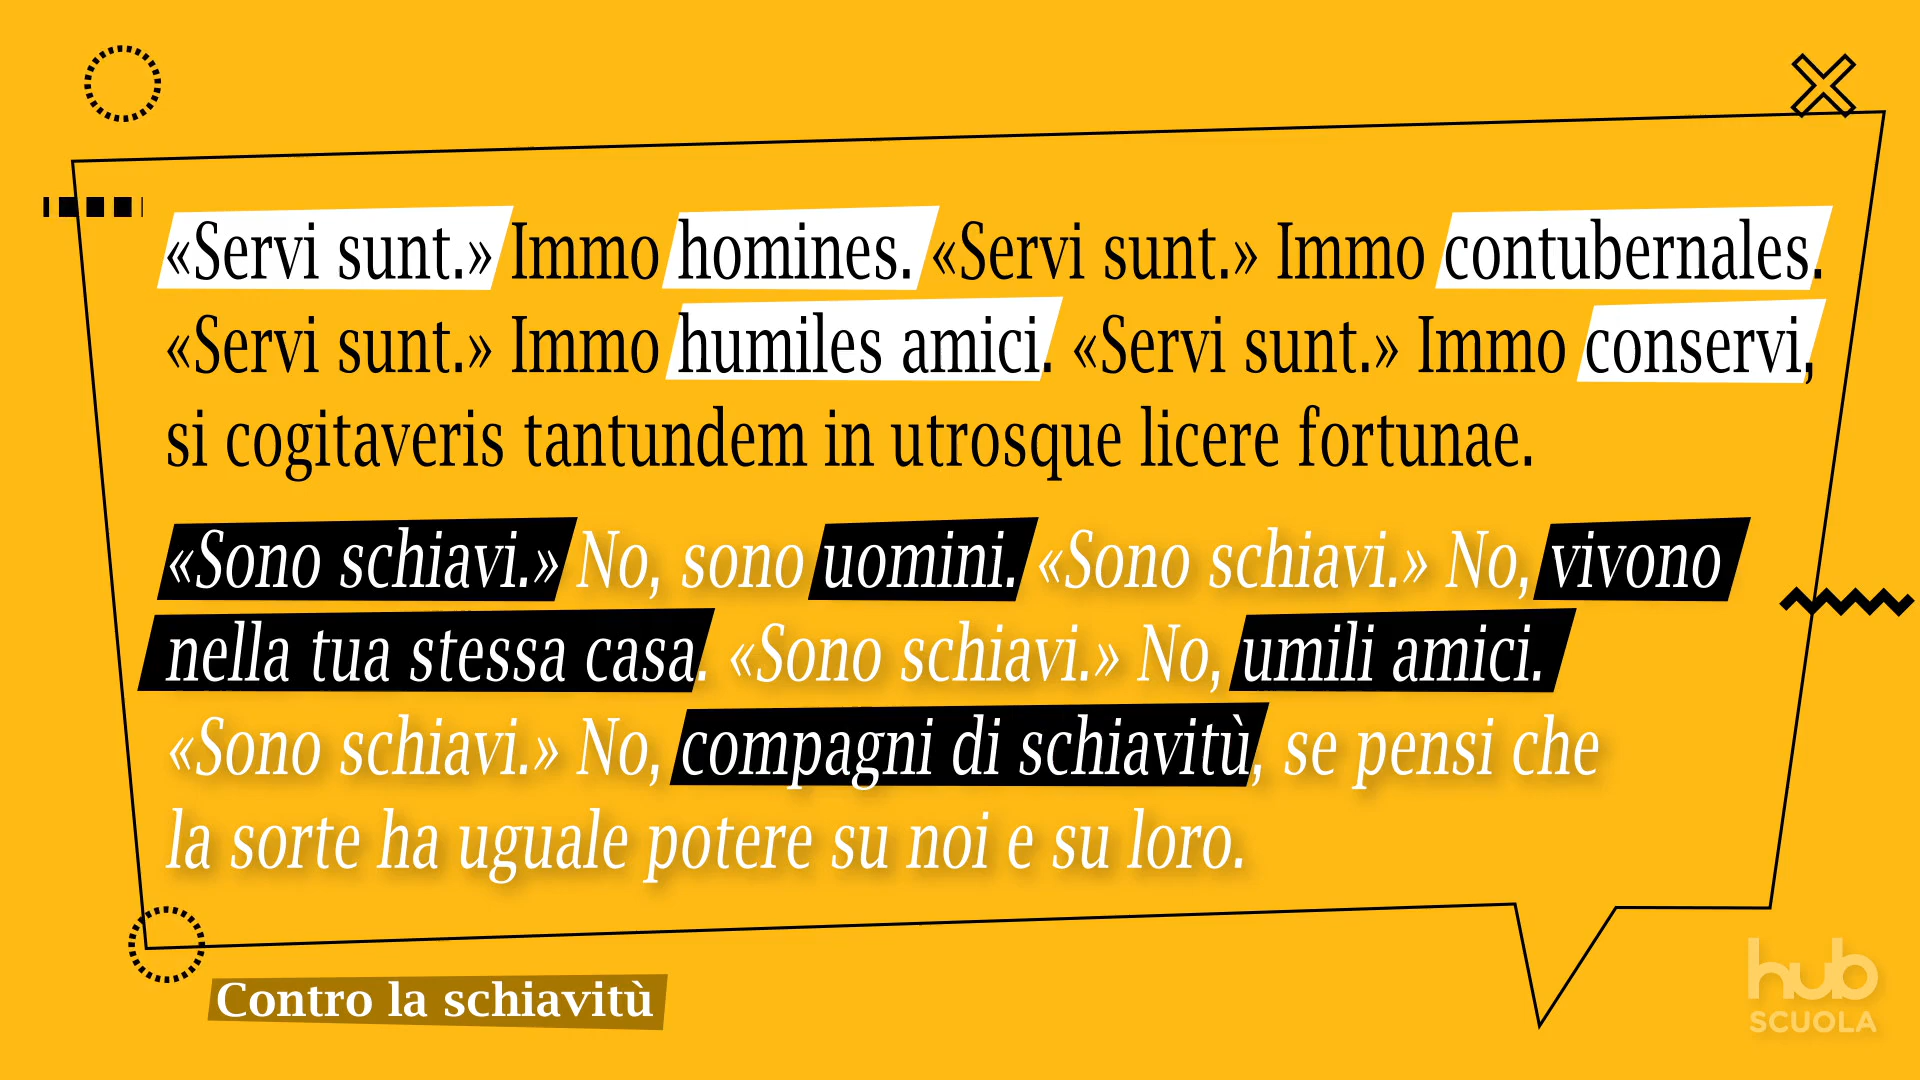 «Servi sunt.» Immo homines. «Servi sunt.» Immo contubernales.
«Servi sunt.» Immo humiles amici. «Servi sunt.» Immo conservi,
si cogitaveris tantundem in utrosque licere fortunae.
«Sono schiavi.» No, sono uomini. «Sono schiavi.» No, vivono
nella tua stessa casa. «Sono schiavi.» No, umili amici.
«Sono schiavi.» No, compagni di schiavitù, se pensi che
la sorte ha uguale potere su noi e su loro.
Contro la schiavitù
hub
SCUOLA